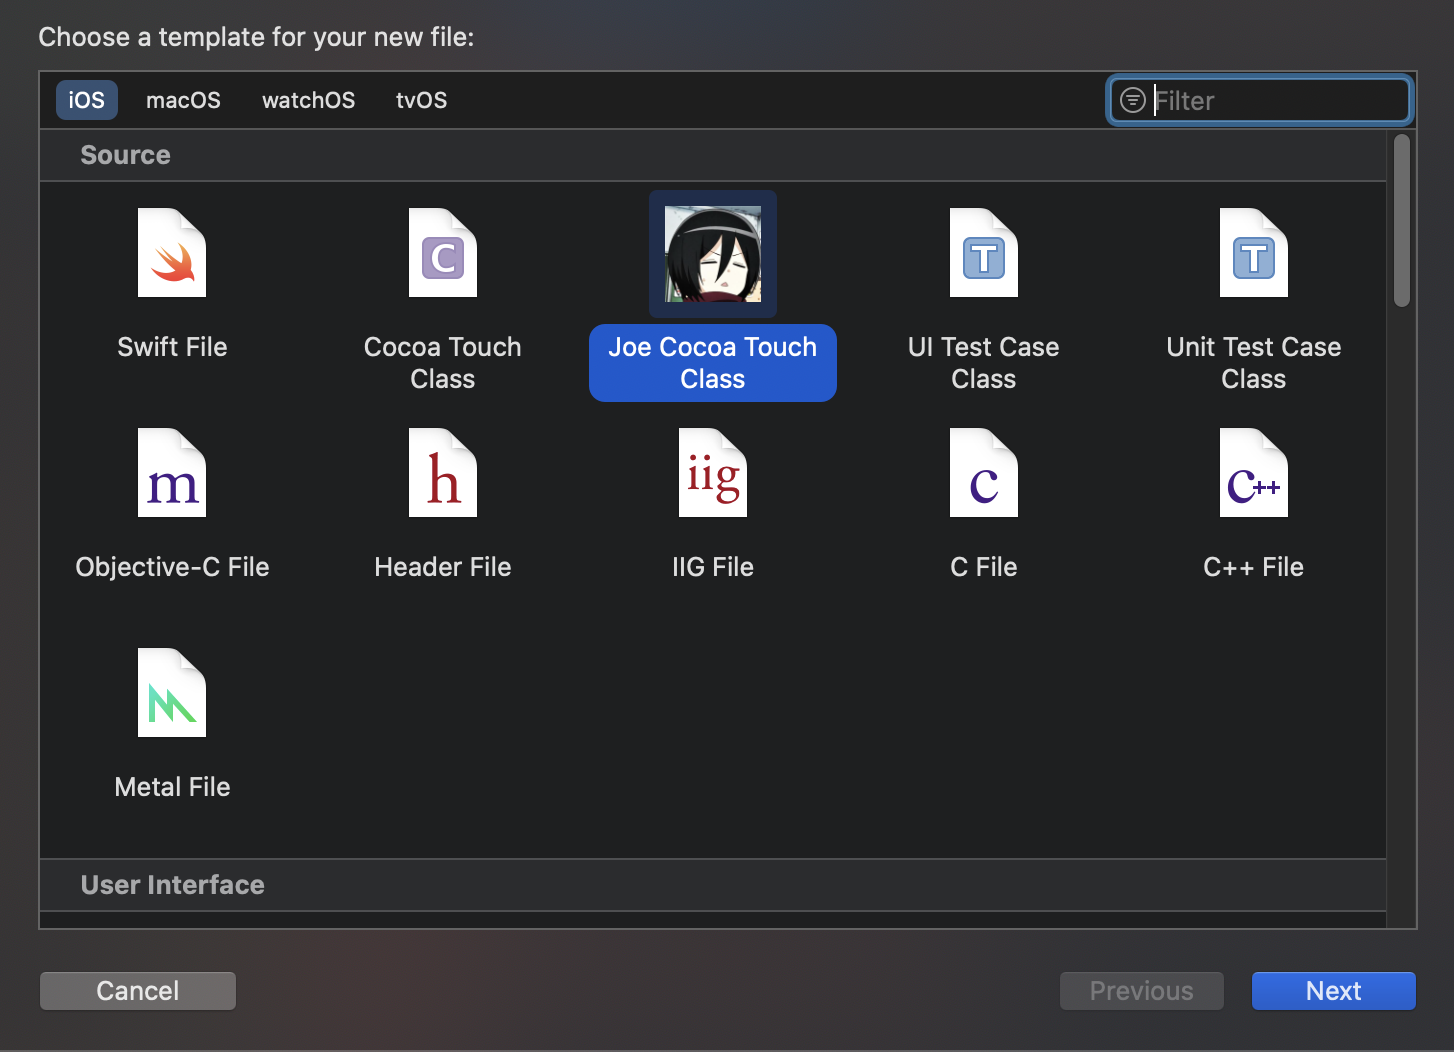 Choose a template for your new file:
iOS macOS watchOS tvOS Filter
Source
Swift File
C
Cocoa Touch
Class
Joe Cocoa Touch
Class
T
UI Test Case
Class
T
Unit Test Case
Class
m
Objective-C File
h
Header File
iig
IIG File
c
C File
c++
C++ File
Metal File
User Interface
Cancel Previous Next